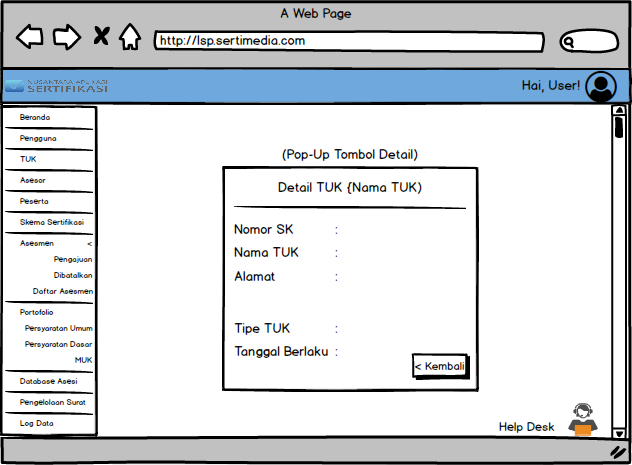 A Web Page
http://lsp.sertimedia.com
NUSANTARA APLIKASI
SERTIFIKASI
Hai, User!
Beranda
Pengguna
TUK
Asesor
Peserta
Skema Sertifikasi
Asesmen <
Pengajuan
Dibatalkan
Daftar Asesmen
Portofolio
Persyaratan Umum
Persyaratan Dasar
MUK
Database Asesi
Pengelolaan Surat
Log Data
(Pop-Up Tombol Detail)
Detail TUK {Nama TUK)
Nomor SK :
Nama TUK :
Alamat :
Tipe TUK :
Tanggal Berlaku :
< Kembali
Help Desk